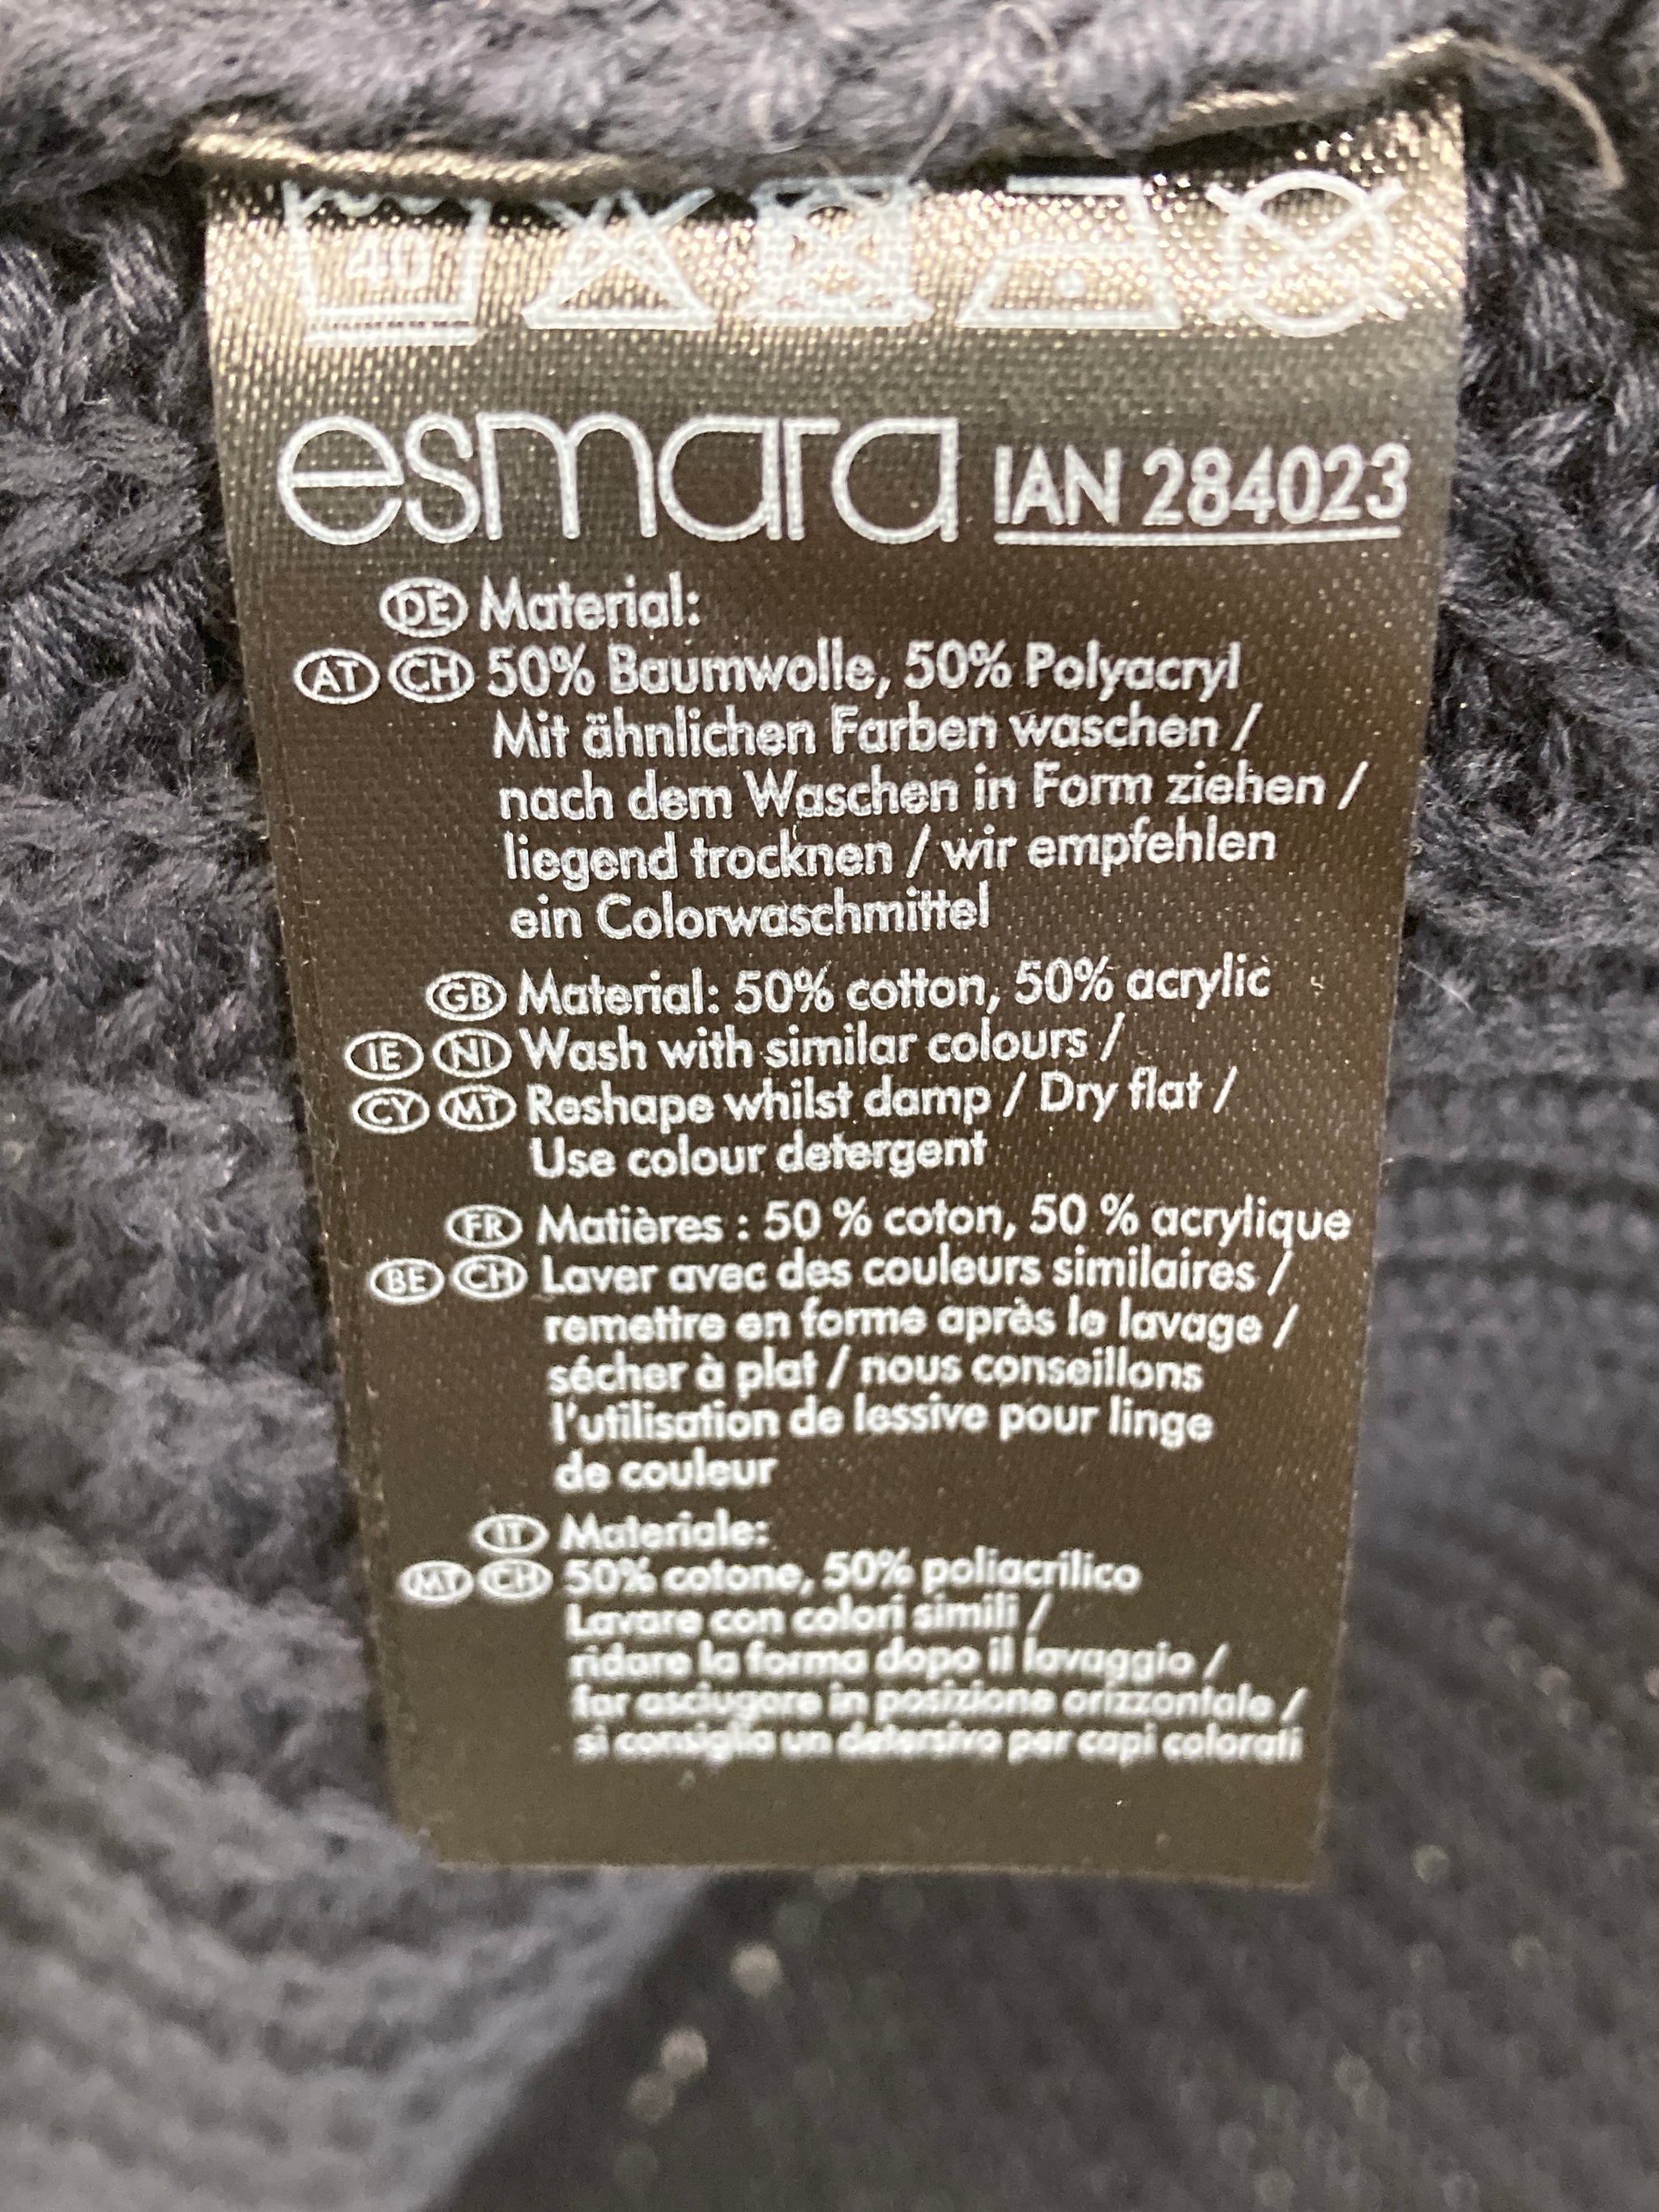 40
esmara IAN 284023
DE Material:
AT CH 50% Baumwolle, 50% Polyacryl
Mit ähnlichen Farben waschen /
nach dem Waschen in Form ziehen /
liegend trocknen / wir empfehlen
ein Colorwaschmittel
GB Material: 50% cotton, 50% acrylic
IE NI Wash with similar colours /
CY MT Reshape whilst damp / Dry flat /
Use colour detergent
FR Matières : 50 % coton, 50 % acrylique
BE CH Laver avec des couleurs similaires /
remettre en forme après le lavage /
sécher à plat / nous conseillons
l'utilisation de lessive pour linge
de couleur
IT Materiale:
MT CH 50% cotone, 50% poliacrilico
Lavare con colori simili /
ridare la forma dopo il lavaggio /
far asciugare in posizione orizzontale /
si consiglia un detersivo per capi colorati